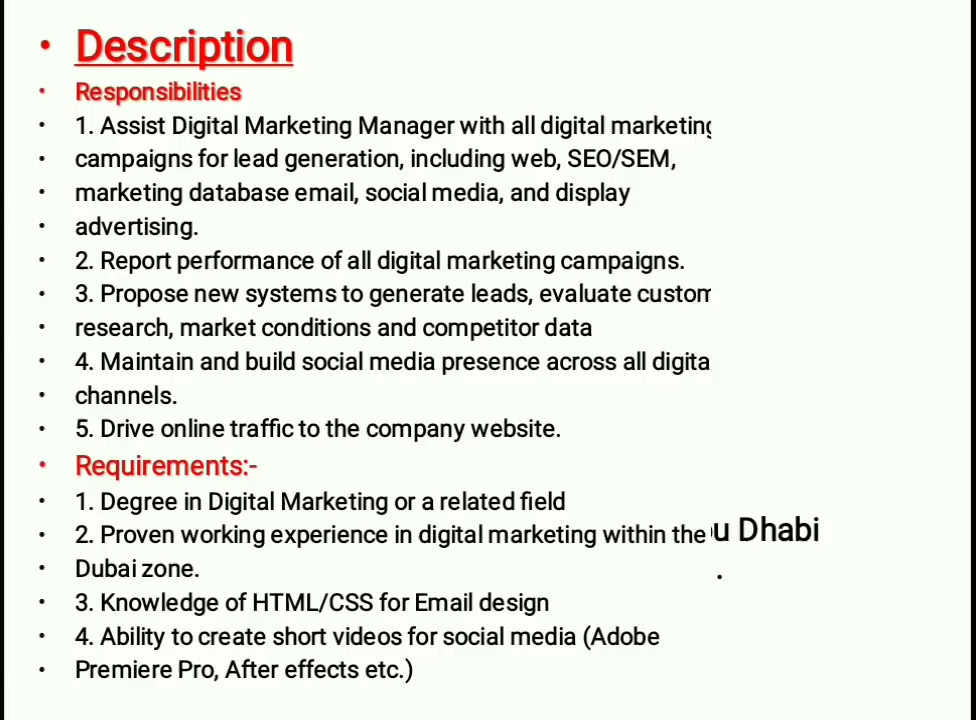 • Description
• Responsibilities
• 1. Assist Digital Marketing Manager with all digital marketing
• campaigns for lead generation, including web, SEO/SEM,
• marketing database email, social media, and display
• advertising.
• 2. Report performance of all digital marketing campaigns.
• 3. Propose new systems to generate leads, evaluate custom
• research, market conditions and competitor data
• 4. Maintain and build social media presence across all digita
• channels.
• 5. Drive online traffic to the company website.
• Requirements:-
• 1. Degree in Digital Marketing or a related field
• 2. Proven working experience in digital marketing within the
u Dhabi
• Dubai zone.
.
• 3. Knowledge of HTML/CSS for Email design
• 4. Ability to create short videos for social media (Adobe
• Premiere Pro, After effects etc.)